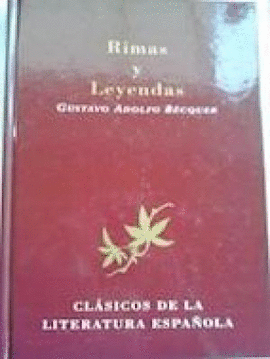 Rimas
y
Leyendas
GUSTAVO ADOLFO BÉCQUER
CLÁSICOS DE LA
LITERATURA ESPAÑOLA